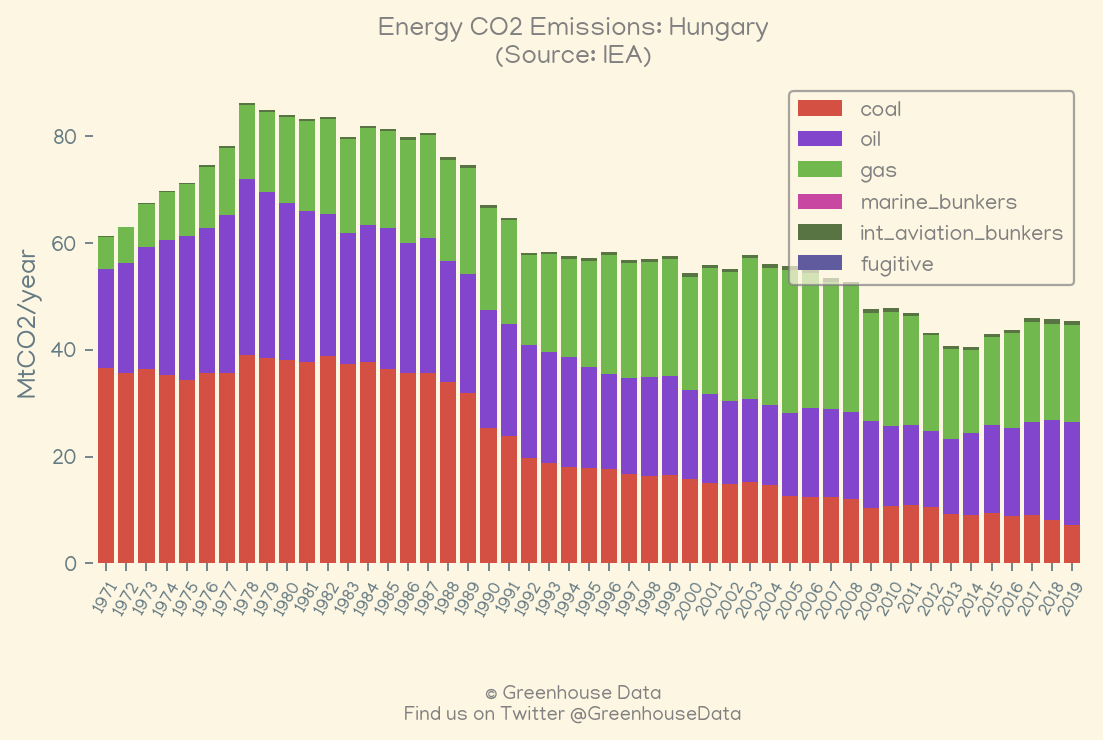 Energy CO2 Emissions: Hungary
(Source: IEA)
coal
oil
gas
marine_bunkers
int_aviation_bunkers
fugitive
MtCO2/year
80
60
40
20
0
1971 1972 1973 1974 1975 1976 1977 1978 1979 1980 1981 1982 1983 1984 1985 1986 1987 1988 1989 1990 1991 1992 1993 1994 1995 1996 1997 1998 1999 2000 2001 2002 2003 2004 2005 2006 2007 2008 2009 2010 2011 2012 2013 2014 2015 2016 2017 2018 2019
© Greenhouse Data
Find us on Twitter @GreenhouseData